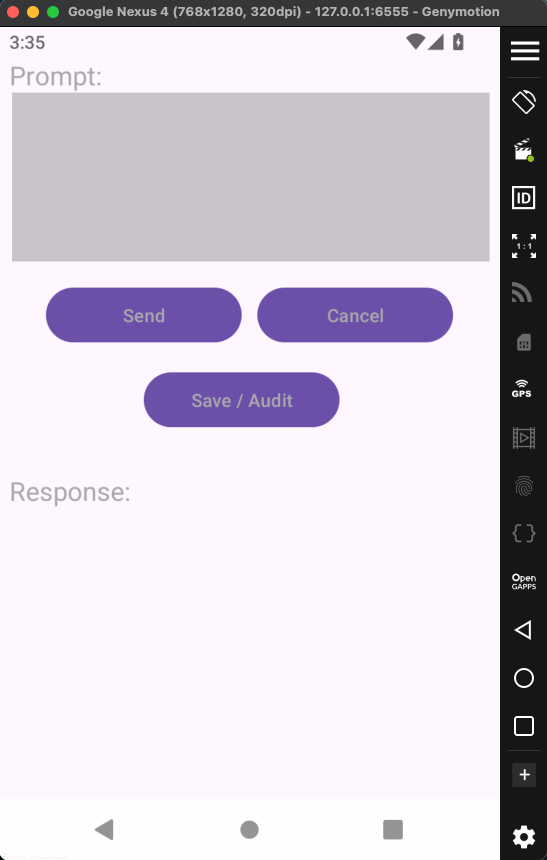 Google Nexus 4 (768x1280, 320dpi) - 127.0.0.1:6555 - Genymotion
3:35
Prompt:
Send
Cancel
Save / Audit
Response:
ID
1 : 1
GPS
Open
GAPPS